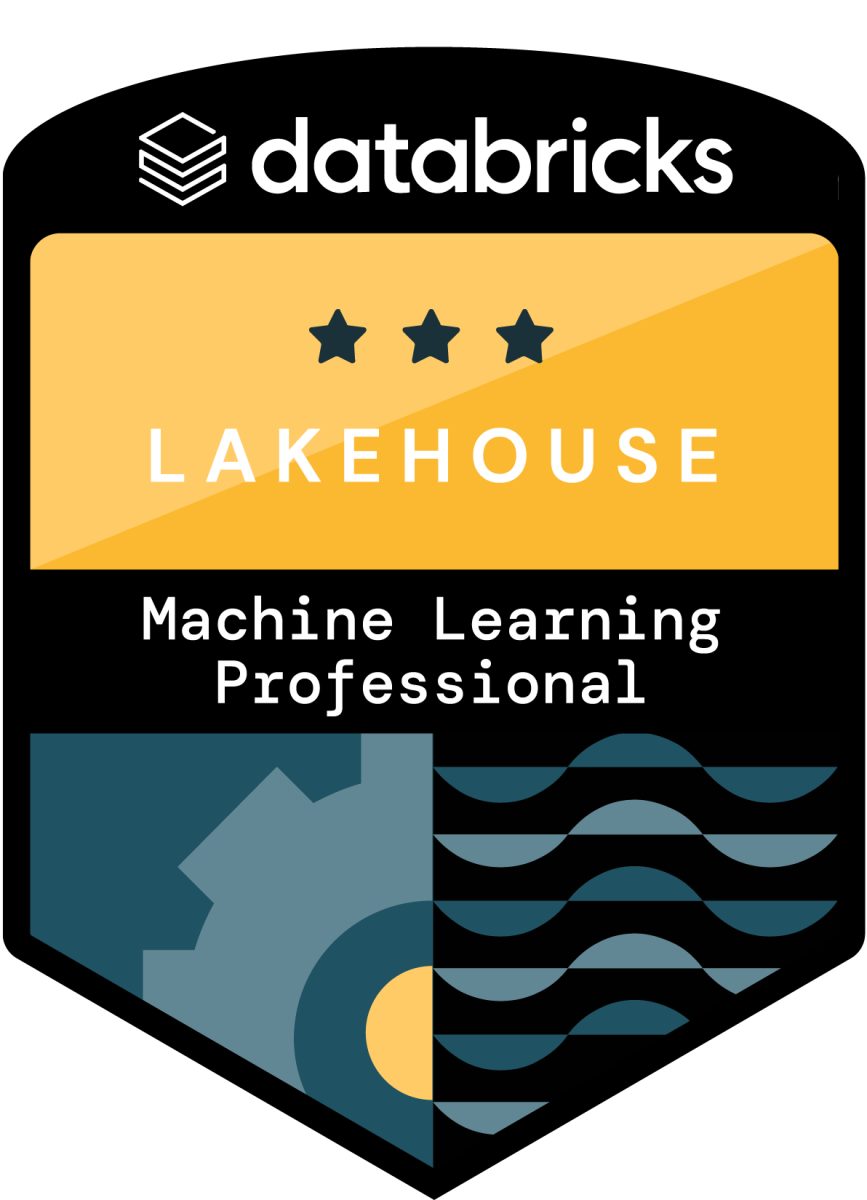 databricks
LAKEHOUSE
Machine Learning
Professional